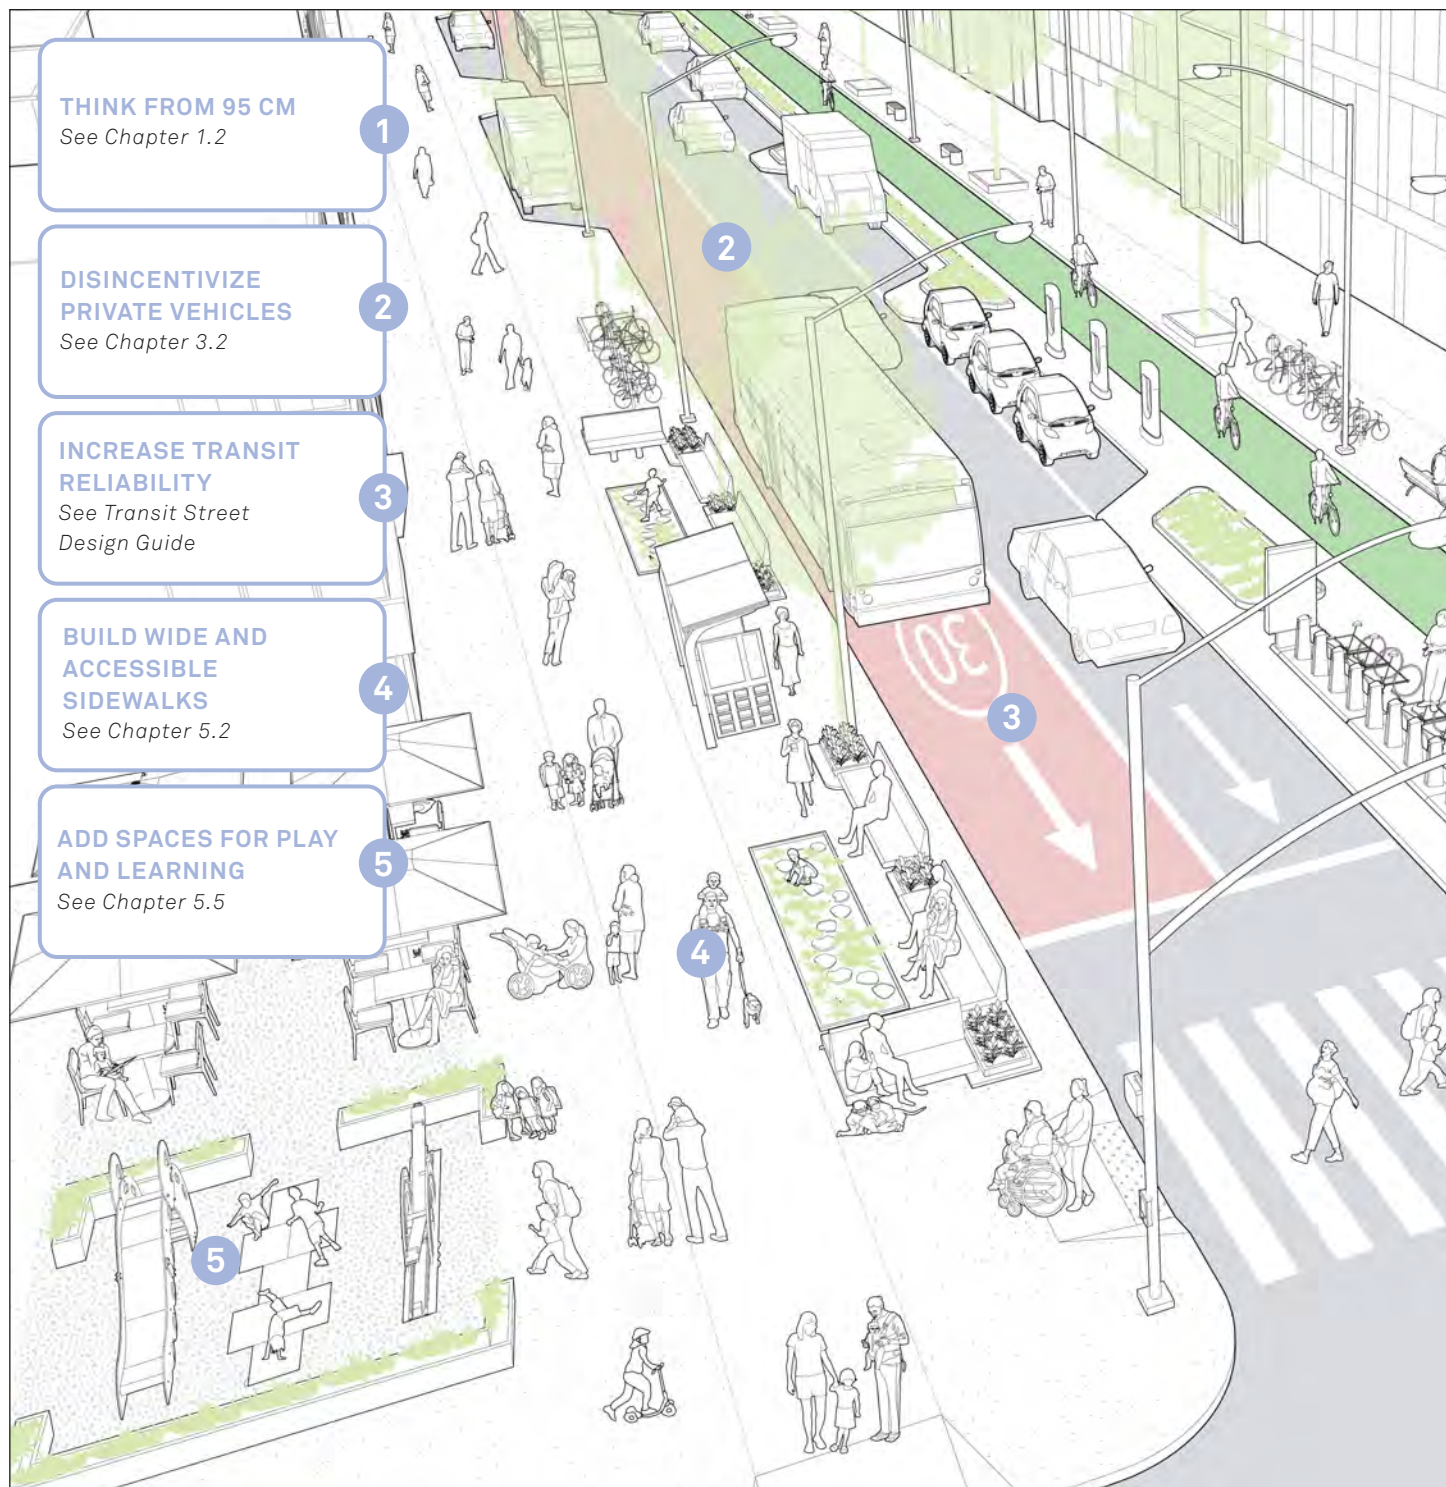 THINK FROM 95 CM
See Chapter 1.2
1
DISINCENTIVIZE
PRIVATE VEHICLES
See Chapter 3.2
2
INCREASE TRANSIT
RELIABILITY
See Transit Street
Design Guide
3
BUILD WIDE AND
ACCESSIBLE
SIDEWALKS
See Chapter 5.2
4
ADD SPACES FOR PLAY
AND LEARNING
See Chapter 5.5
5
2
30
3
4
5